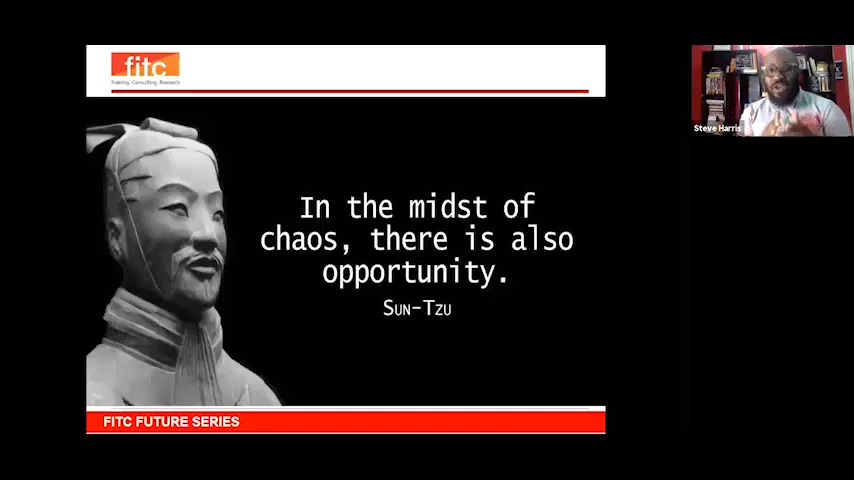 fitc
Training. Consulting. Research
In the midst of
chaos, there is also
opportunity.
Sun-Tzu
FITC FUTURE SERIES
Steve Harris